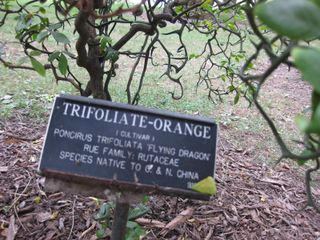 TRIFOLIATE-ORANGE
(CULTIVAR)
PONCIRUS TRIFOLIATA 'FLYING DRAGON'
RUE FAMILY: RUTACEAE
SPECIES NATIVE TO C. & N. CHINA